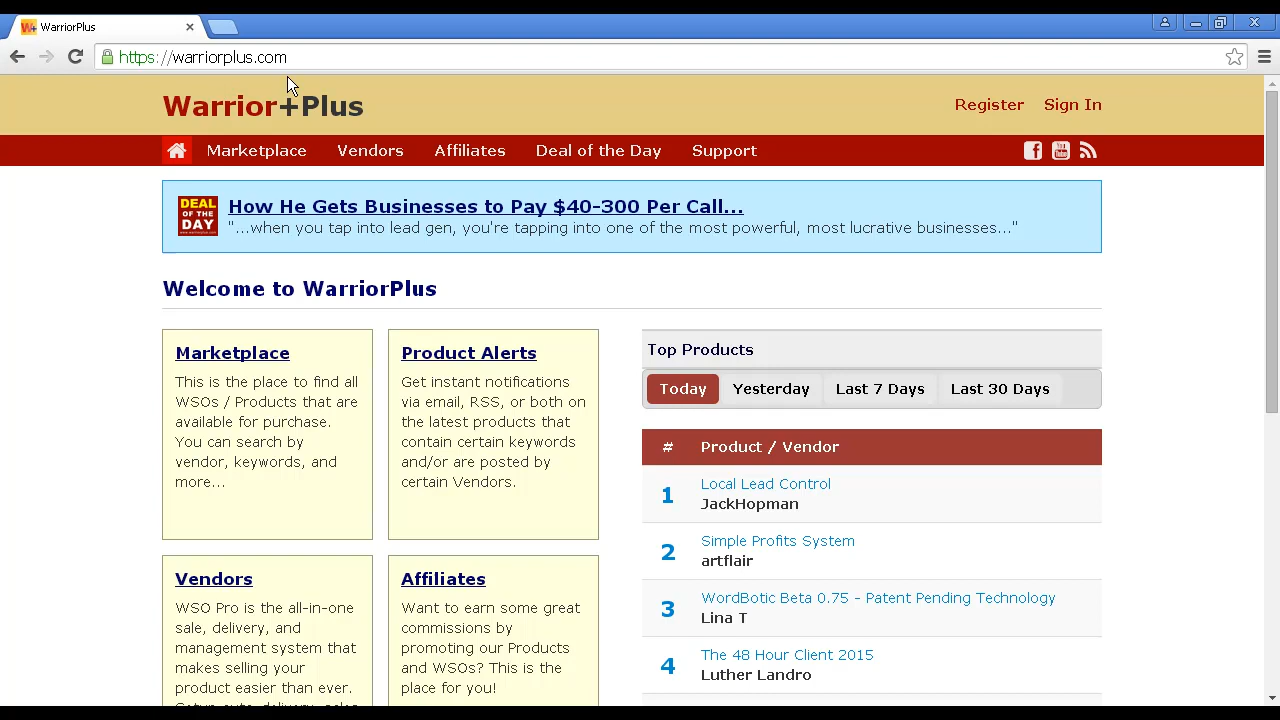 WarriorPlus
https://warriorplus.com
Warrior+Plus
Register Sign In
Marketplace Vendors Affiliates Deal of the Day Support
DEAL
OF THE
DAY
How He Gets Businesses to Pay $40-300 Per Call...
"...when you tap into lead gen, you're tapping into one of the most powerful, most lucraeve businesses..."
Welcome to WarriorPlus
Marketplace
This is the place to find all
WSOs / Products that are
available for purchase.
You can search by
vendor, keywords, and
more...
Product Alerts
Get instant notifications
via email, RSS, or both on
the latest products that
contain certain keywords
and/or are posted by
certain Vendors.
Vendors
WSO Pro is the all-in-one
sale, delivery, and
management system that
makes selling your
product easier than ever.
Affiliates
Want to earn some great
commissions by
promoting our Products
and WSOs? This is the
place for you!
Top Products
Today Yesterday Last 7 Days Last 30 Days
# Product / Vendor
1 Local Lead Control
JackHopman
2 Simple Profits System
artflair
3 WordBotic Beta 0.75 - Patent Pending Technology
Lina T
4 The 48 Hour Client 2015
Luther Landro